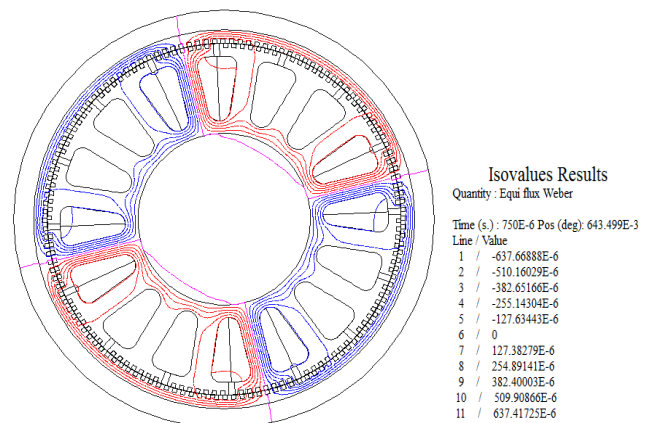 Isovalues Results
Quantity : Equi flux Weber
Time (s.) : 750E-6 Pos (deg): 643.499E-3
Line / Value
1 / -637.66888E-6
2 / -510.16029E-6
3 / -382.65166E-6
4 / -255.14304E-6
5 / -127.63443E-6
6 / 0
7 / 127.38279E-6
8 / 254.89141E-6
9 / 382.40003E-6
10 / 509.90866E-6
11 / 637.41725E-6